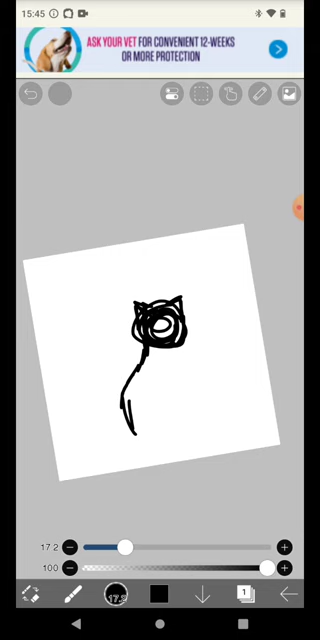 15:45
ASK YOUR VET FOR CONVENIENT 12-WEEKS
OR MORE PROTECTION
17.2
100
17.2
1